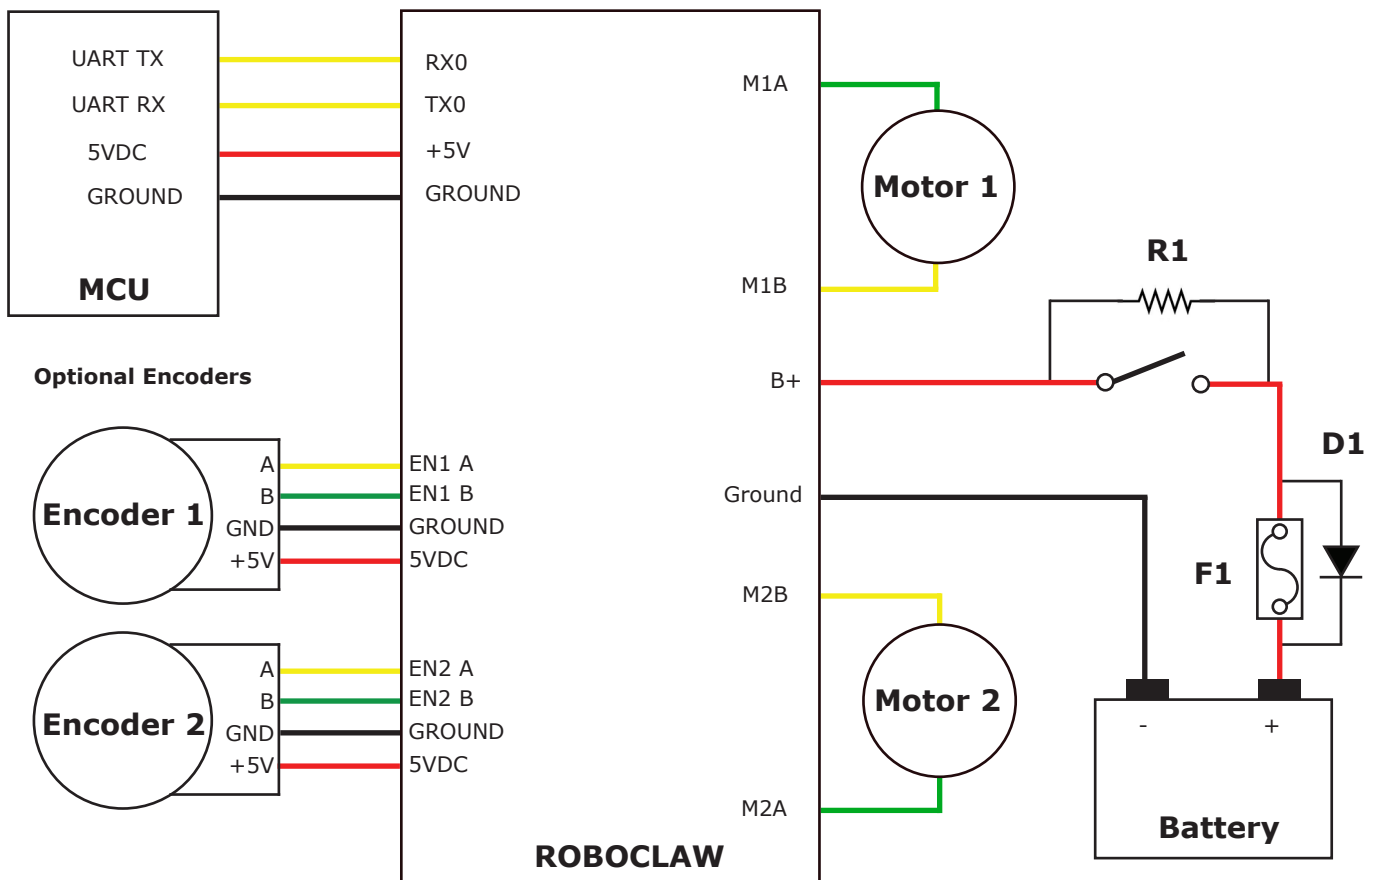 UART TX
UART RX
5VDC
GROUND
MCU
RX0
TX0
+5V
GROUND
M1A
Motor 1
M1B
R1
B+
Optional Encoders
A
B
GND
+5V
Encoder 1
EN1 A
EN1 B
GROUND
5VDC
Ground
D1
F1
M2B
Motor 2
M2A
A
B
GND
+5V
Encoder 2
EN2 A
EN2 B
GROUND
5VDC
-
+
Battery
ROBOCLAW